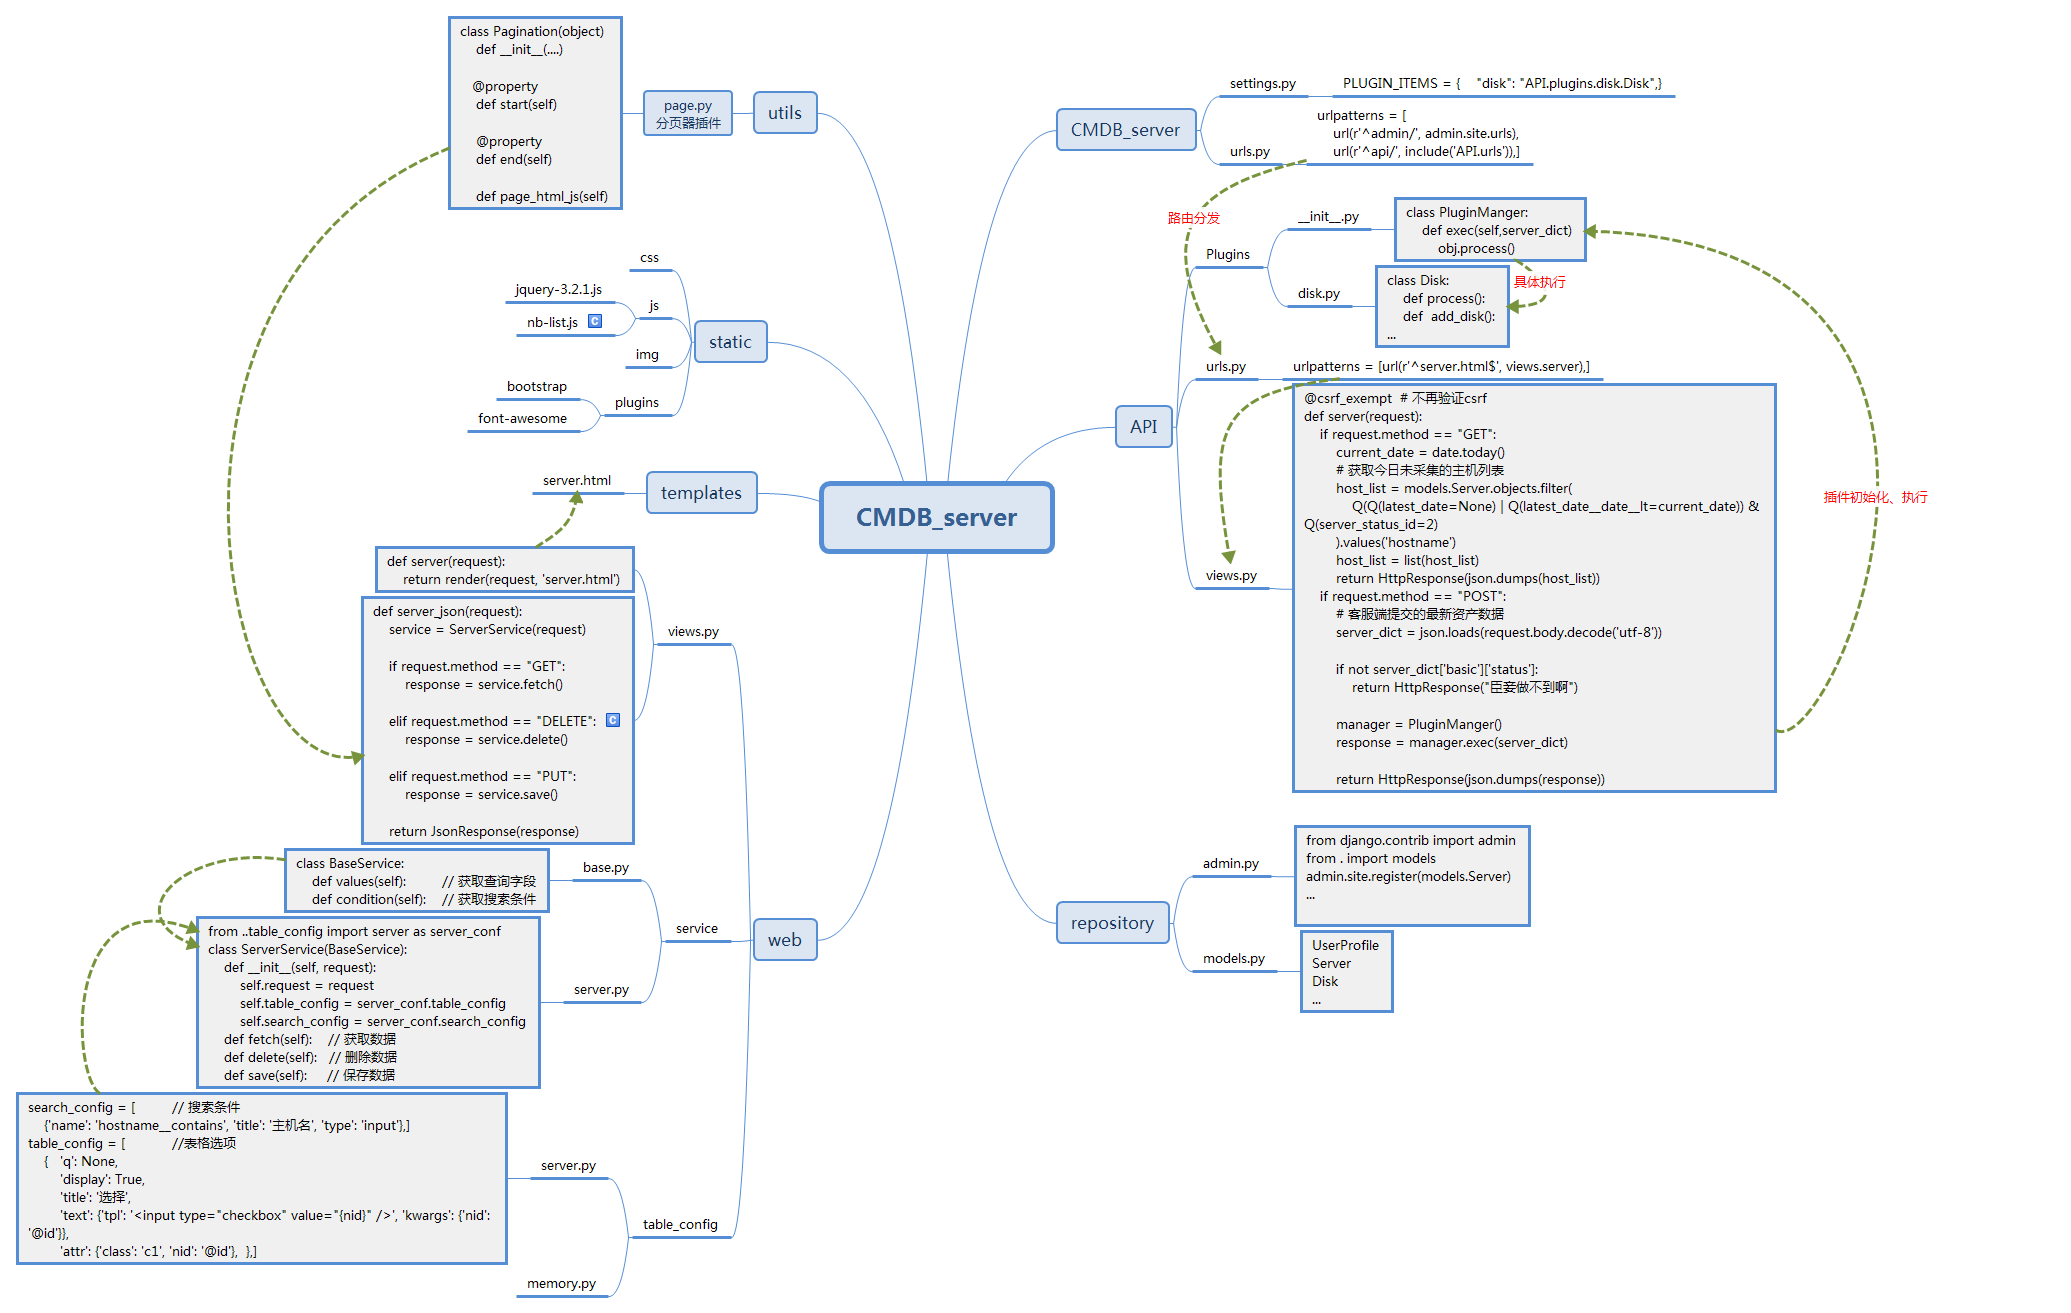 class Pagination(object)
def __init__(....)
@property
def start(self)
@property
def end(self)
def page_html_js(self)
page.py
分页器插件
utils
css
jquery-3.2.1.js
nb-list.js
js
img
static
bootstrap
font-awesome
plugins
server.html
templates
def server(request):
return render(request, 'server.html')
def server_json(request):
service = ServerService(request)
if request.method == "GET":
response = service.fetch()
elif request.method == "DELETE":
response = service.delete()
elif request.method == "PUT":
response = service.save()
return JsonResponse(response)
views.py
class BaseService:
def values(self): // 获取查询字段
def condition(self): // 获取搜索条件
base.py
from ..table_config import server as server_conf
class ServerService(BaseService):
def __init__(self, request):
self.request = request
self.table_config = server_conf.table_config
self.search_config = server_conf.search_config
def fetch(self): // 获取数据
def delete(self): // 删除数据
def save(self): // 保存数据
server.py
service
web
search_config = [ // 搜索条件
{'name': 'hostname__contains', 'title': '主机名', 'type': 'input'},]
table_config = [ //表格选项
{ 'q': None,
'display': True,
'title': '选择',
'text': {'tpl': '<input type="checkbox" value="{nid}" />', 'kwargs': {'nid':
'@id'}},
'attr': {'class': 'c1', 'nid': '@id'}, },]
server.py
table_config
memory.py
CMDB_server
CMDB_server
settings.py
PLUGIN_ITEMS = { "disk": "API.plugins.disk.Disk",}
urls.py
urlpatterns = [
url(r'^admin/', admin.site.urls),
url(r'^api/', include('API.urls')),]
路由分发
API
Plugins
__init__.py
class PluginManger:
def exec(self,server_dict)
obj.process()
具体执行
disk.py
class Disk:
def process():
def add_disk():
...
urls.py
urlpatterns = [url(r'^server.html$', views.server),]
views.py
@csrf_exempt # 不再验证csrf
def server(request):
if request.method == "GET":
current_date = date.today()
# 获取今日未采集的主机列表
host_list = models.Server.objects.filter(
Q(Q(latest_date=None) | Q(latest_date__date__lt=current_date)) &
Q(server_status_id=2)
).values('hostname')
host_list = list(host_list)
return HttpResponse(json.dumps(host_list))
if request.method == "POST":
# 客服端提交的最新资产数据
server_dict = json.loads(request.body.decode('utf-8'))
if not server_dict['basic']['status']:
return HttpResponse("臣妾做不到啊")
manager = PluginManger()
response = manager.exec(server_dict)
return HttpResponse(json.dumps(response))
插件初始化、执行
repository
admin.py
from django.contrib import admin
from . import models
admin.site.register(models.Server)
...
models.py
UserProfile
Server
Disk
...